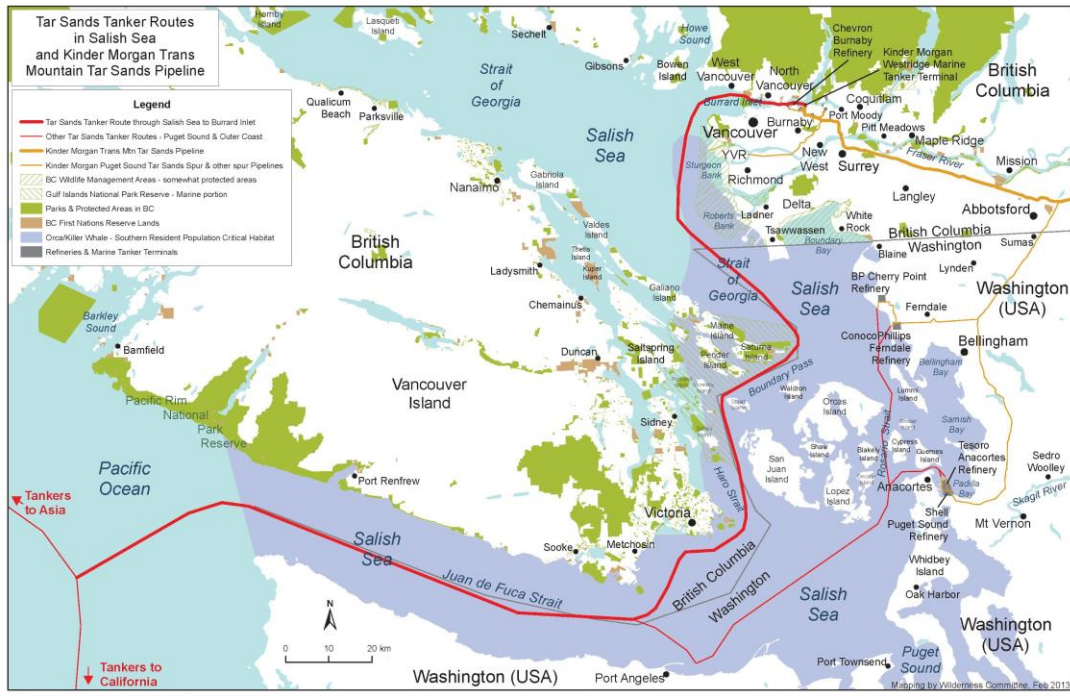 Tar Sands Tanker Routes
in Salish Sea
and Kinder Morgan Trans
Mountain Tar Sands Pipeline
Legend
Tar Sands Tanker Route through Salish Sea to Burrard Inlet
Other Tar Sands Tanker Routes - Puget Sound & Outer Coast
Kinder Morgan Trans Mtn Tar Sands Pipeline
Kinder Morgan Puget Sound Tar Sands Spur & other spur Pipelines
BC Wildlife Management Areas - somewhat protected areas
Gulf Islands National Park Reserve - Marine portion
Parks & Protected Areas in BC
BC First Nations Reserve Lands
Orca/Killer Whale - Southern Resident Population Critical Habitat
Refineries & Marine Tanker Terminals
Hornby
Island
Lasqueti
Island
Sechelt
Howe
Sound
Gibsons
Bowen
Island
West
Vancouver
North
Vancouver
Chevron
Burnaby
Refinery
Kinder Morgan
Westridge Marine
Tanker Terminal
British
Columbia
Strait
of
Georgia
Qualicum
Beach
Parksville
Burrard Inlet
Coquitlam
Port Moody
Pitt Meadows
Maple Ridge
Vancouver
Burnaby
Salish
Sea
YVR
New
West
Surrey
Fraser River
Mission
Sturgeon
Bank
Richmond
Nanaimo
Gabriola
Island
Langley
Delta
Ladner
Abbotsford
Roberts
Bank
White
Rock
Tsawwassen
Boundary
Bay
British Columbia
Washington
Blaine
Sumas
Lynden
British
Columbia
Valdes
Island
Thetis
Island
Kuper
Island
Ladysmith
Chemainus
Galiano
Island
Strait
of
Georgia
Salish
Sea
BP Cherry Point
Refinery
Washington
(USA)
Ferndale
ConocoPhillips
Ferndale
Refinery
Bellingham
Bellingham
Bay
Barkley
Sound
Bamfield
Duncan
Saltspring
Island
Maine
Island
Pender
Island
Saturna
Island
Boundary Pass
Waldron
Island
Orcas
Island
Lummi
Island
Vancouver
Island
Pacific Rim
National
Park
Reserve
Sidney
Haro Strait
San
Juan
Island
Shaw
Island
Blakely
Island
Lopez
Island
Rosario Strait
Cypress
Island
Guemes
Island
Samish
Bay
Tesoro
Anacortes
Refinery
Padilla
Bay
Anacortes
Sedro
Woolley
Skagit River
Shell
Puget Sound
Refinery
Mt Vernon
Pacific
Ocean
Port Renfrew
Tankers
to Asia
Victoria
Sooke
Metchosin
Salish
Sea
Juan de Fuca Strait
British Columbia
Washington
Salish
Sea
Whidbey
Island
Oak Harbor
Washington
(USA)
N
0
10
20 km
Tankers to
California
Washington (USA)
Port Angeles
Port Townsend
Puget
Sound
Mapping by Wilderness Committee, Feb 2013